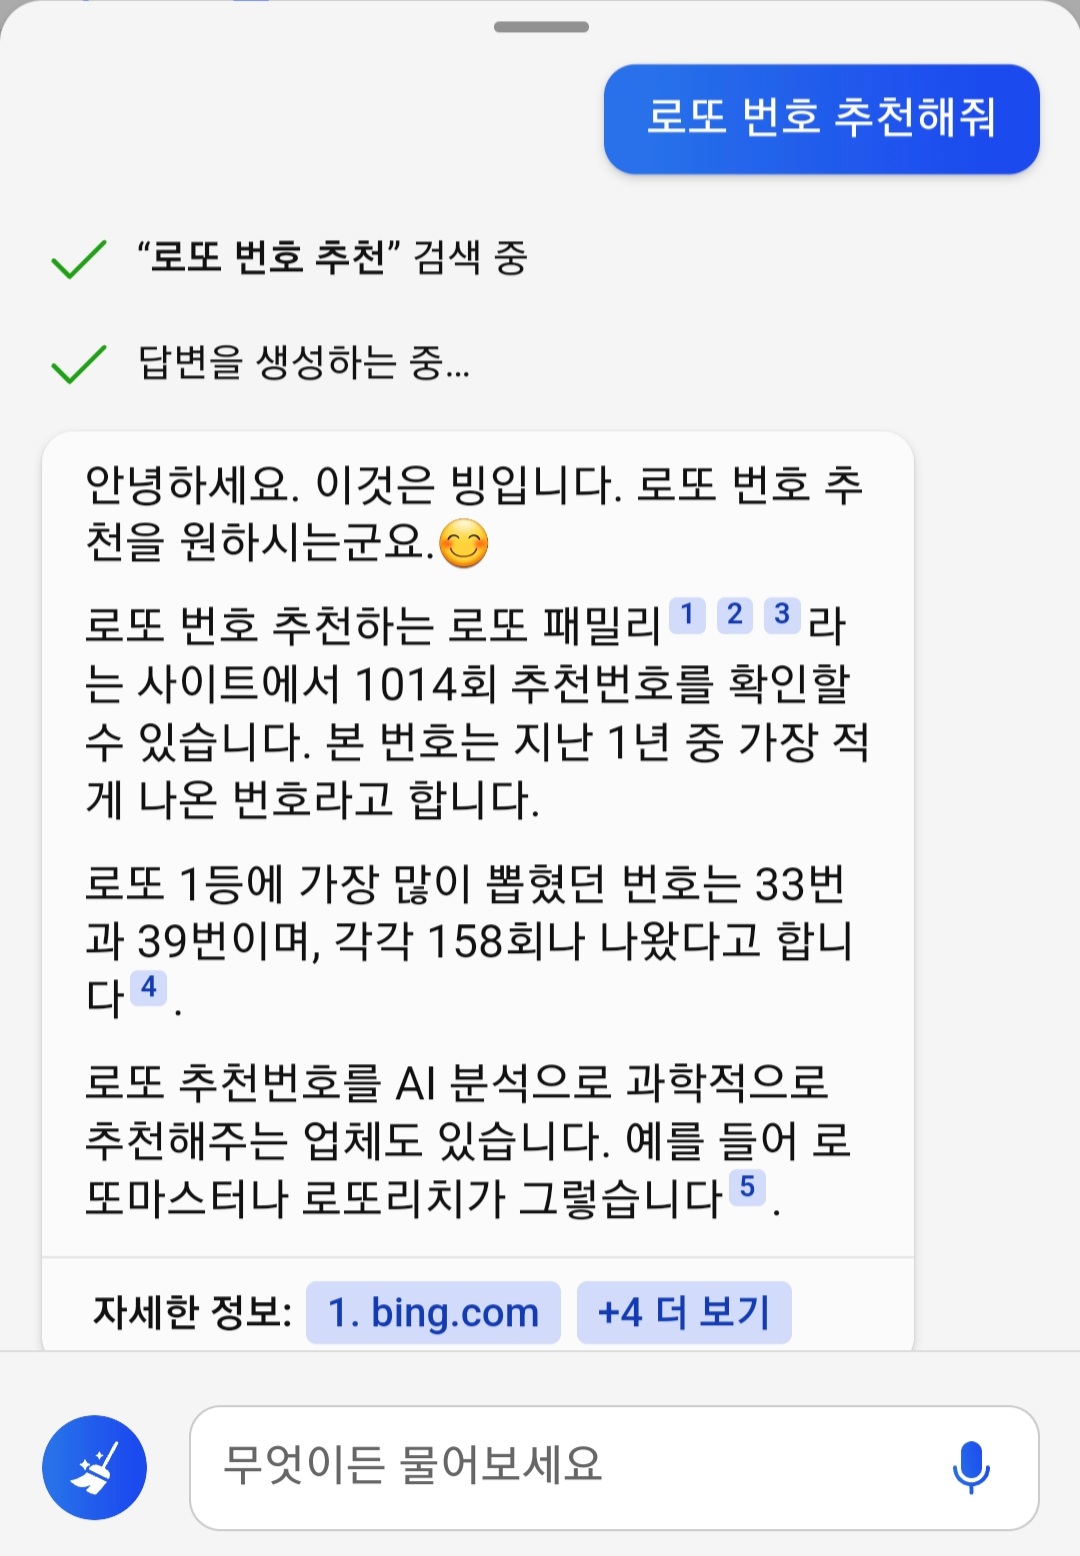 로또 번호 추천해줘
“로또 번호 추천” 검색 중
답변을 생성하는 중...
안녕하세요. 이것은 빙입니다. 로또 번호 추
천을 원하시는군요.😊
로또 번호 추천하는 로또 패밀리 1 2 3 라
는 사이트에서 1014회 추천번호를 확인할
수 있습니다. 본 번호는 지난 1년 중 가장 적
게 나온 번호라고 합니다.
로또 1등에 가장 많이 뽑혔던 번호는 33번
과 39번이며, 각각 158회나 나왔다고 합니
다 4 .
로또 추천번호를 AI 분석으로 과학적으로
추천해주는 업체도 있습니다. 예를 들어 로
또마스터나 로또리치가 그렇습니다 5 .
자세한 정보: 1. bing.com +4 더 보기
무엇이든 물어보세요